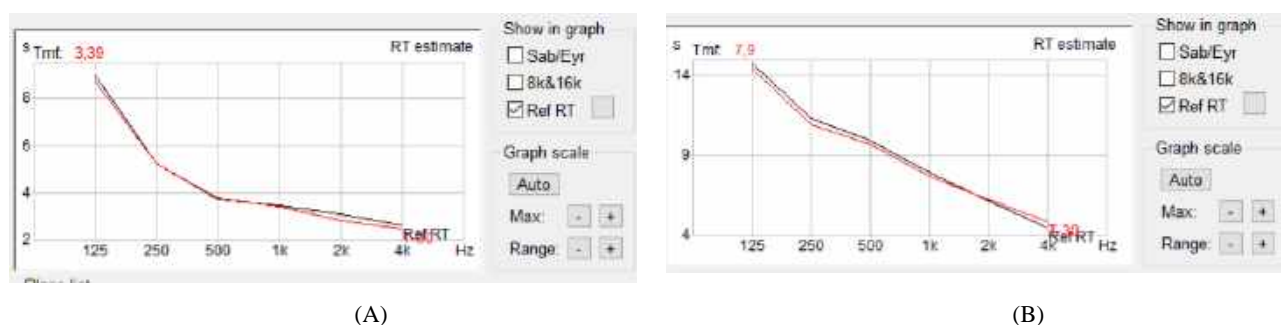 s Tmf: 3,39 RT estimate
8
6
4
2
125 250 500 1k 2k 4k Hz
Ref RT
Show in graph
Sab/Eyr
8k&16k
Ref RT
Graph scale
Auto
Max: - +
Range: - +
(A)
s Tmf: 7,9 RT estimate
14
9
4
125 250 500 1k 2k 4k Hz
Ref RT
Show in graph
Sab/Eyr
8k&16k
Ref RT
Graph scale
Auto
Max: - +
Range: - +
(B)